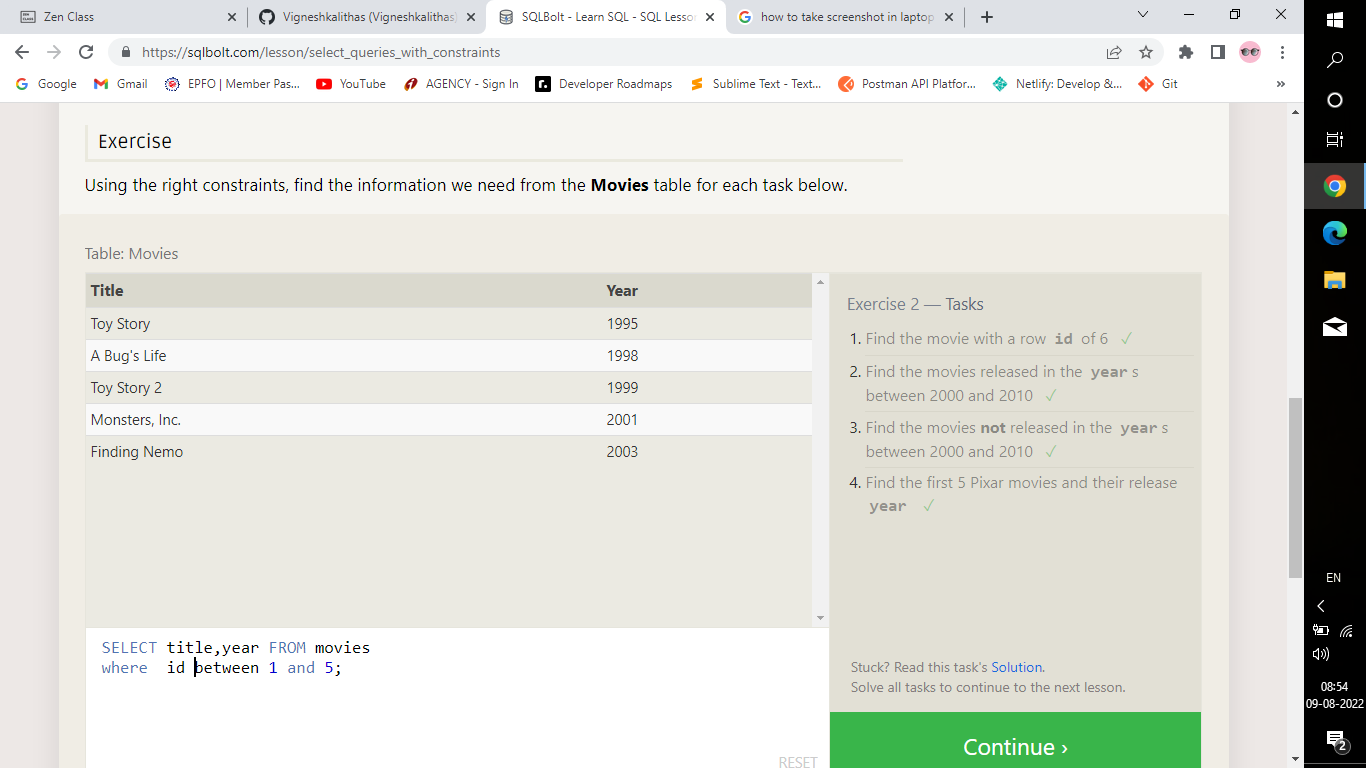 Zen Class
Vigneshkalithas (Vigneshkalithas)
SQLBolt - Learn SQL - SQL Lesso
how to take screenshot in laptop
https://sqlbolt.com/lesson/select_queries_with_constraints
Google
Gmail
EPFO | Member Pas...
YouTube
AGENCY - Sign In
Developer Roadmaps
Sublime Text - Text...
Postman API Platfor...
Netlify: Develop &...
Git
»
Exercise
Using the right constraints, find the information we need from the Movies table for each task below.
Table: Movies
Title Year
Toy Story 1995
A Bug's Life 1998
Toy Story 2 1999
Monsters, Inc. 2001
Finding Nemo 2003
SELECT title,year FROM movies
where  id between 1 and 5;
RESET
Exercise 2 — Tasks
1. Find the movie with a row id of 6 ✓
2. Find the movies released in the year s
between 2000 and 2010 ✓
3. Find the movies not released in the year s
between 2000 and 2010 ✓
4. Find the first 5 Pixar movies and their release
year ✓
Stuck? Read this task's Solution.
Solve all tasks to continue to the next lesson.
Continue ›
EN
08:54
09-08-2022
2